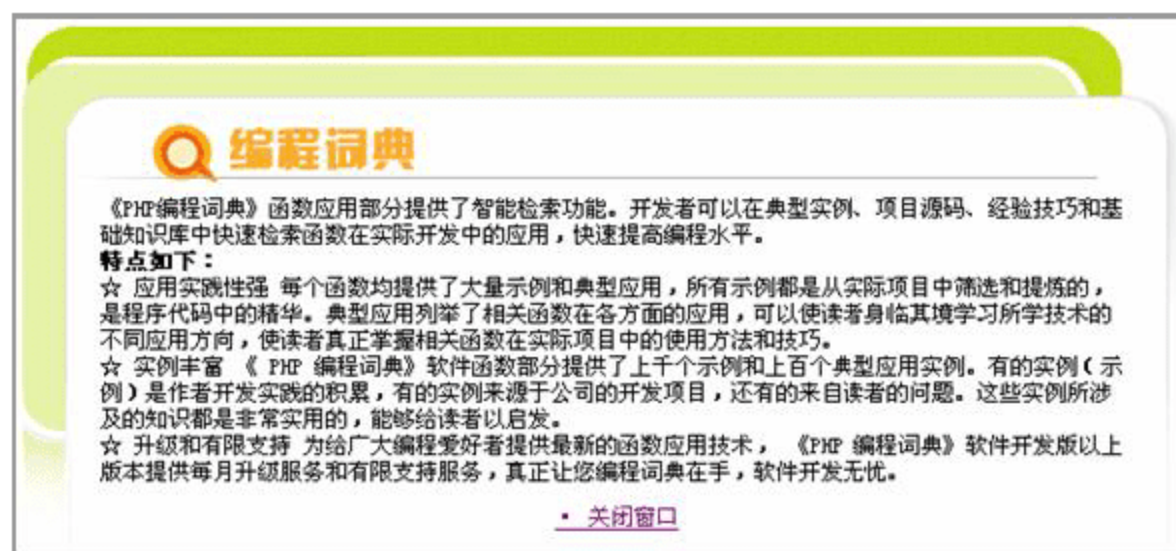 编程词典
《PHP编程词典》函数应用部分提供了智能检索功能。开发者可以在典型实例、项目源码、经验技巧和基
础知识库中快速检索函数在实际开发中的应用，快速提高编程水平。
特点如下：
☆ 应用实践性强 每个函数均提供了大量示例和典型应用，所有示例都是从实际项目中筛选和提炼的，
是程序代码中的精华。典型应用列举了相关函数在各方面的应用，可以使读者身临其境学习所学技术的
不同应用方向，使读者真正掌握相关函数在实际项目中的使用方法和技巧。
☆ 实例丰富 《 PHP 编程词典》软件函数部分提供了上千个示例和上百个典型应用实例。有的实例（示
例）是作者开发实践的积累，有的实例来源于公司的开发项目，还有的来自读者的问题。这些实例所涉
及的知识都是非常实用的，能够给读者以启发。
☆ 升级和有限支持 为给广大编程爱好者提供最新的函数应用技术， 《PHP 编程词典》软件开发版以上
版本提供每月升级服务和有限支持服务，真正让您编程词典在手，软件开发无忧。
· 关闭窗口